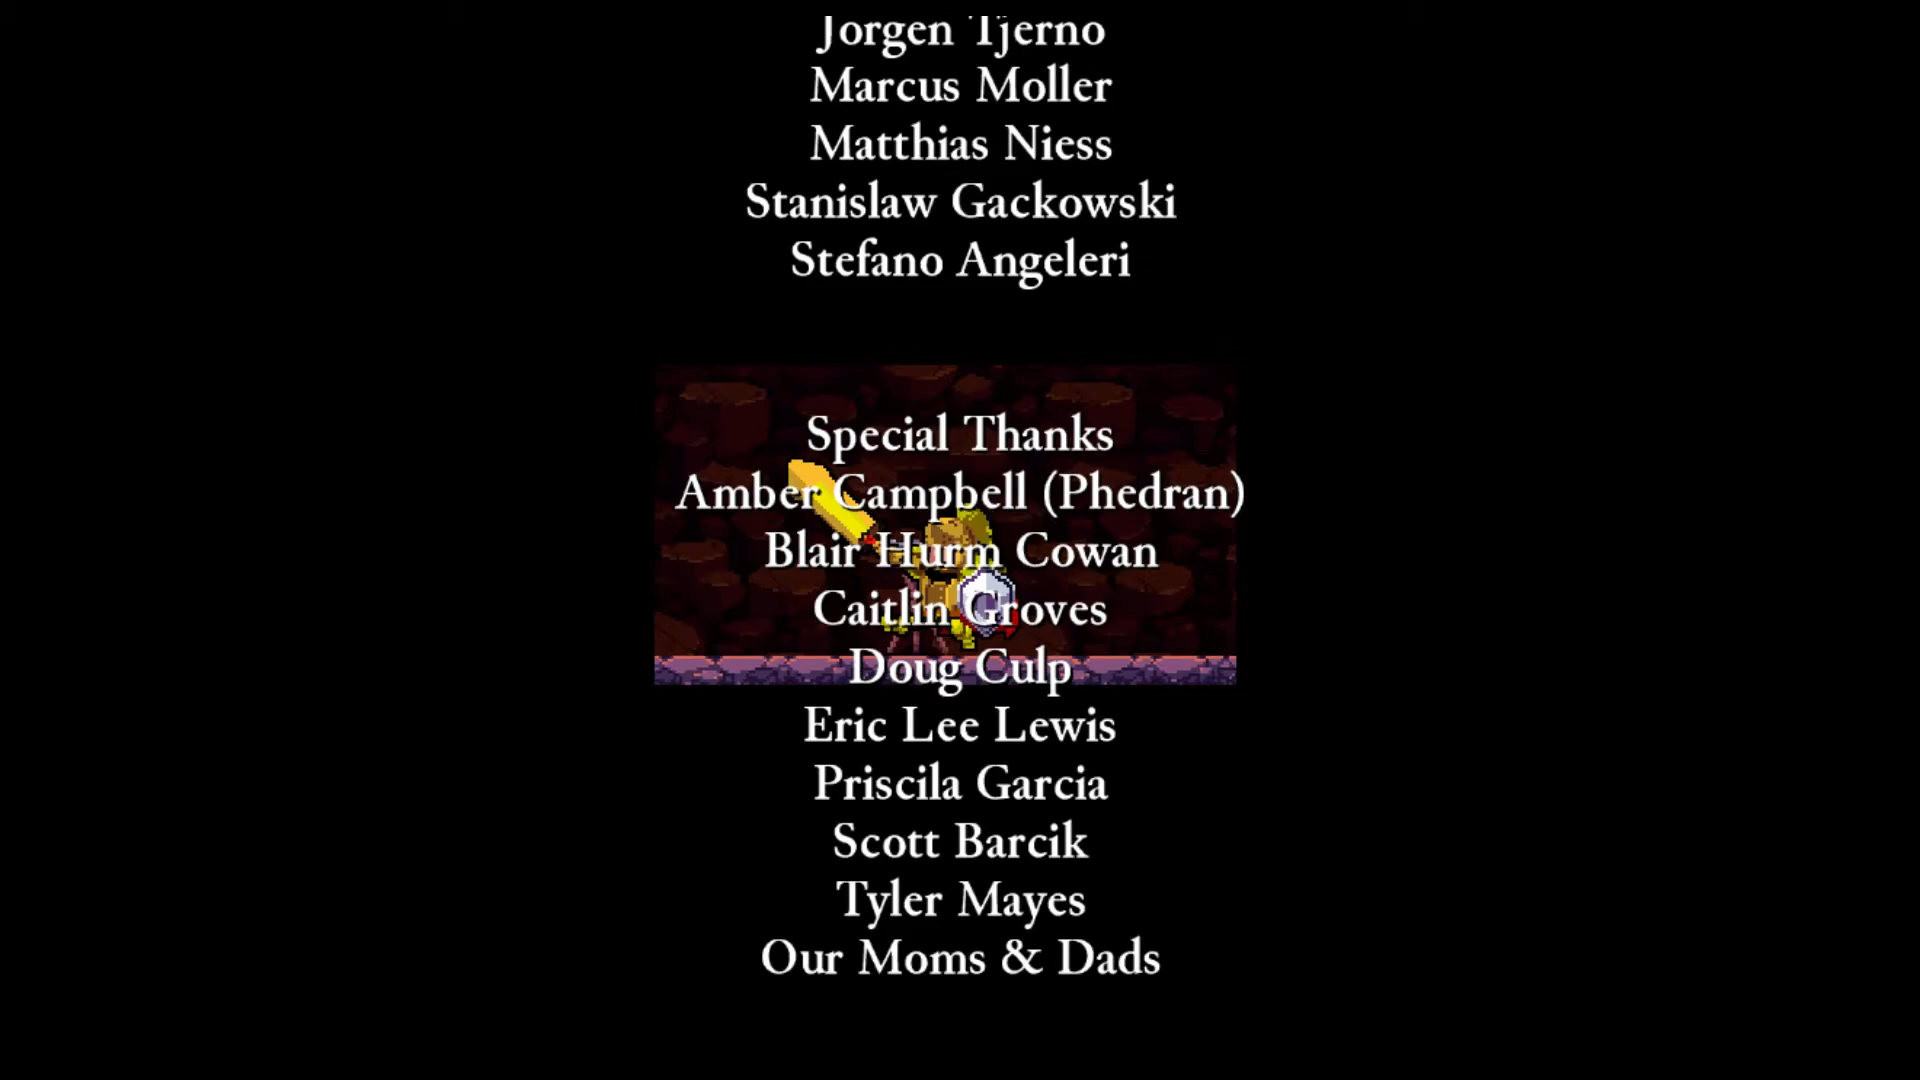 Jorgen Tjerno
Marcus Moller
Matthias Niess
Stanislaw Gackowski
Stefano Angeleri
Special Thanks
Amber Campbell (Phedran)
Blair Hurm Cowan
Caitlin Groves
Doug Culp
Eric Lee Lewis
Priscila Garcia
Scott Barcik
Tyler Mayes
Our Moms & Dads